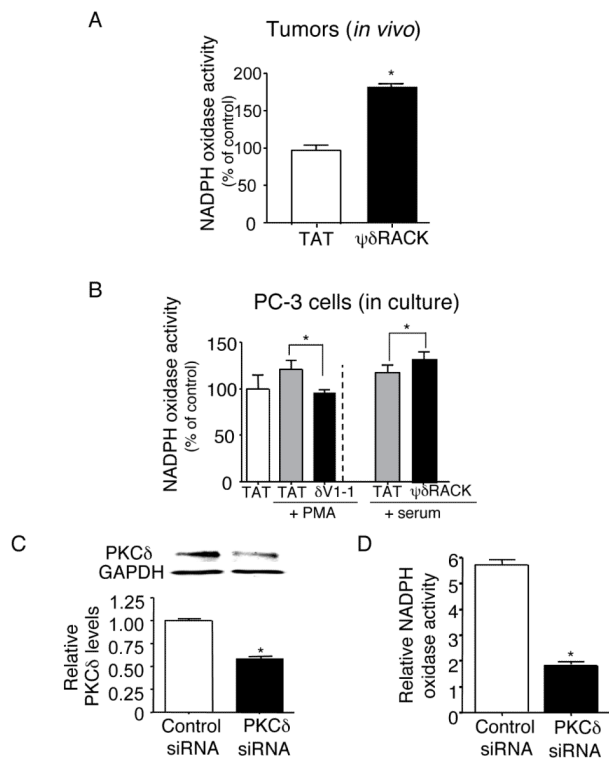 A
Tumors (in vivo)
NADPH oxidase activity
(% of control)
200
150
100
50
0
*
TAT
ψδRACK
B
PC-3 cells (in culture)
NADPH oxidase activity
(% of control)
150
100
50
0
*
*
TAT
TAT
δV1-1
TAT
ψδRACK
+ PMA
+ serum
C
PKCδ
GAPDH
Relative
PKCδ levels
1.25
1.00
0.75
0.50
0.25
0
*
Control
siRNA
PKCδ
siRNA
D
Relative NADPH
oxidase activity
6
5
4
3
2
1
0
*
Control
siRNA
PKCδ
siRNA